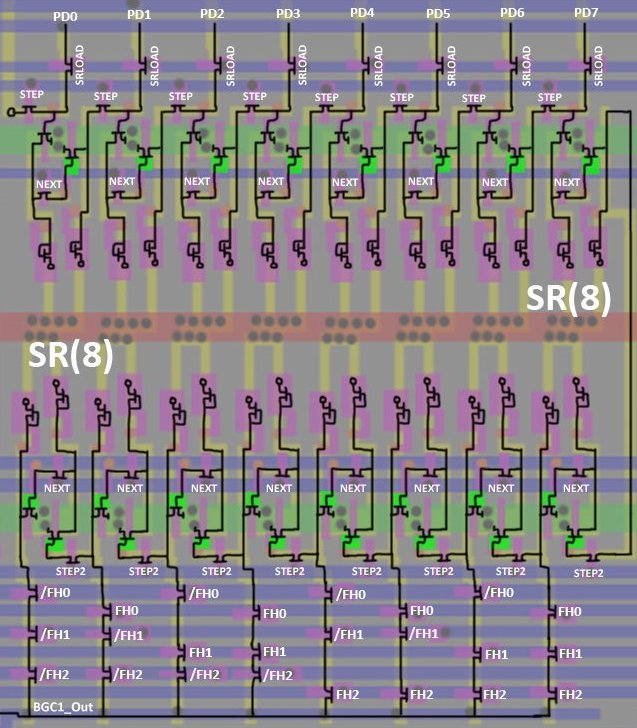 PD0 PD1 PD2 PD3 PD4 PD5 PD6 PD7
SRLOAD SRLOAD SRLOAD SRLOAD SRLOAD SRLOAD SRLOAD SRLOAD
STEP STEP STEP STEP STEP STEP STEP STEP
NEXT NEXT NEXT NEXT NEXT NEXT NEXT NEXT
SR(8)
SR(8)
NEXT NEXT NEXT NEXT NEXT NEXT NEXT NEXT
STEP2 STEP2 STEP2 STEP2 STEP2 STEP2 STEP2 STEP2
/FH0 FH0 /FH0 FH0 /FH0 FH0 /FH0 FH0
/FH1 /FH1 FH1 FH1 /FH1 /FH1 FH1 FH1
/FH2 /FH2 /FH2 /FH2 FH2 FH2 FH2 FH2
BGC1_Out